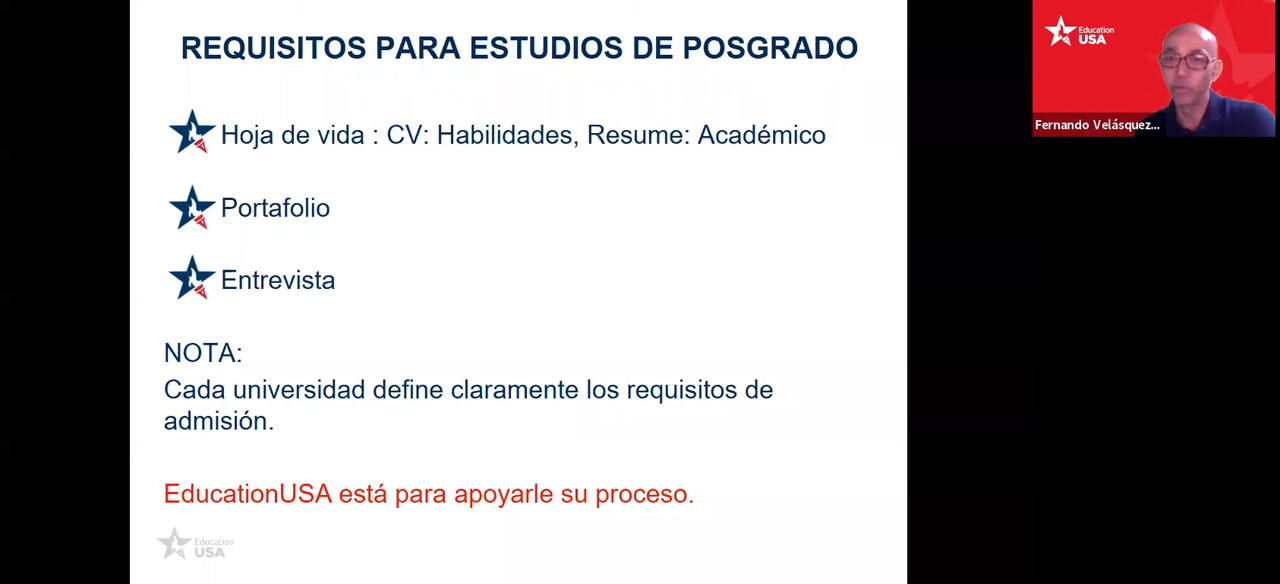 REQUISITOS PARA ESTUDIOS DE POSGRADO
Hoja de vida : CV: Habilidades, Resume: Académico
Portafolio
Entrevista
NOTA:
Cada universidad define claramente los requisitos de
admisión.
EducationUSA está para apoyarle su proceso.
Education
USA
Education
USA
Fernando Velásquez...